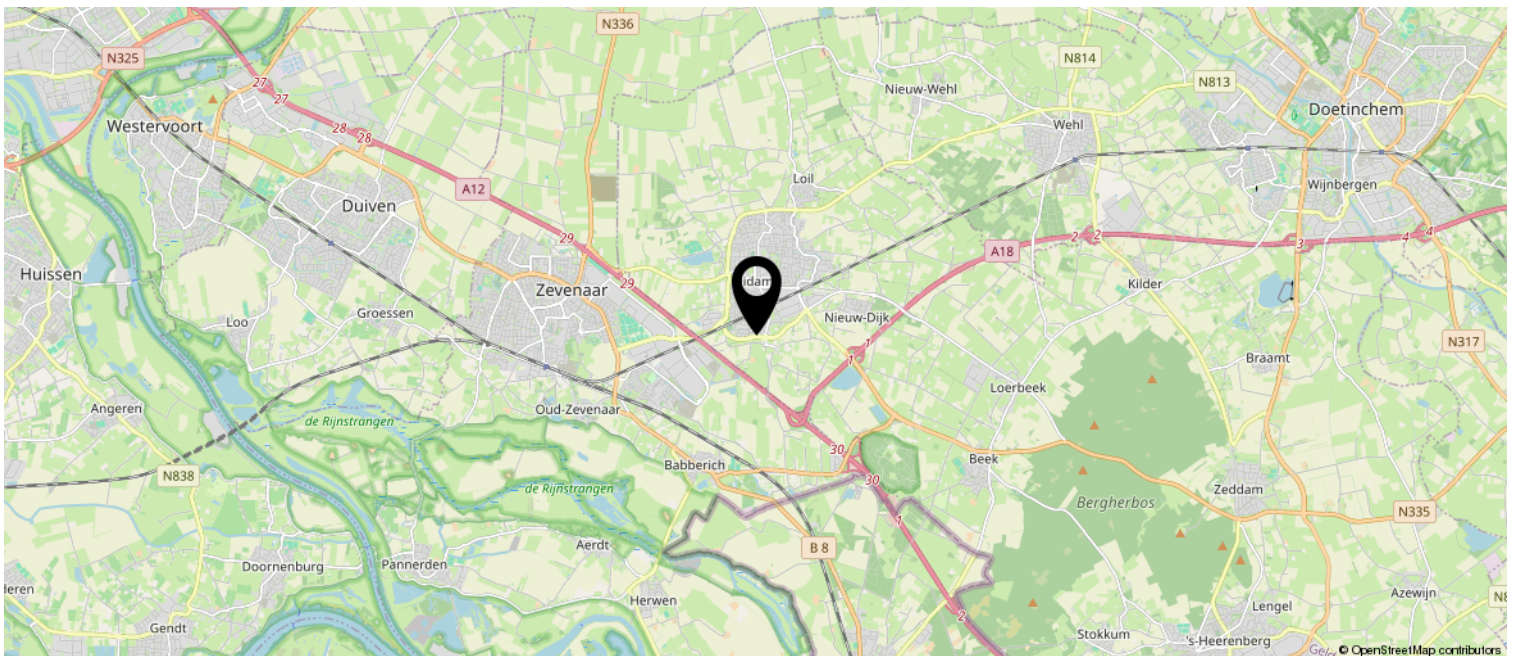 N336
N325
N814
N813
27
27
Nieuw-Wehl
Doetinchem
Westervoort
28
28
Wehl
A12
Loil
Wijnbergen
Duiven
29
2
2
3
4
4
A18
Huissen
29
idam
Kilder
Zevenaar
Loo
Groessen
Nieuw-Dijk
N317
1
1
Braamt
Loerbeek
Angeren
Oud-Zevenaar
de Rijnstrangen
30
Babberich
Beek
N838
30
de Rijnstrangen
Zeddam
Bergherbos
N335
1
Aerdt
B 8
Doornenburg
Pannerden
deren
Herwen
2
Azewijn
N8
Lengel
Gendt
Stokkum
's-Heerenberg
© OpenStreetMap contributors